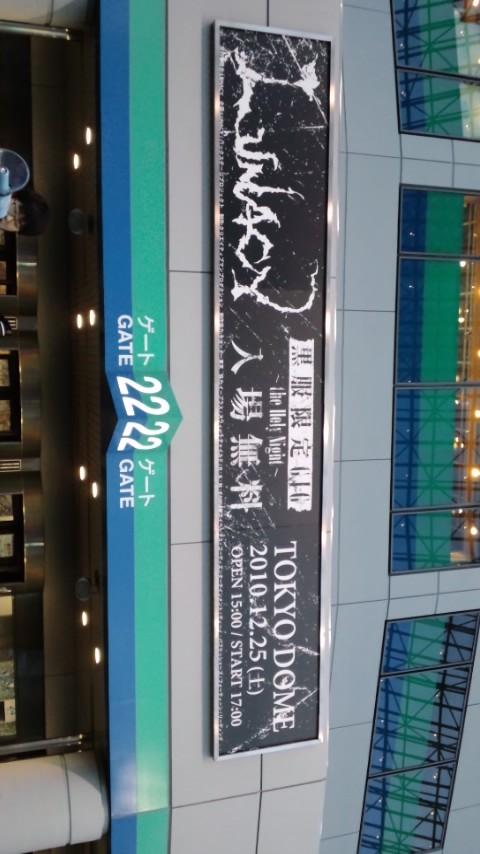 LUNACY
黒服限定GIG
~the Holy Night~
入場無料
TOKYO DOME
2010.12.25 (土)
OPEN 15:00 / START 17:00
ゲート 22 22 ゲート
GATE GATE